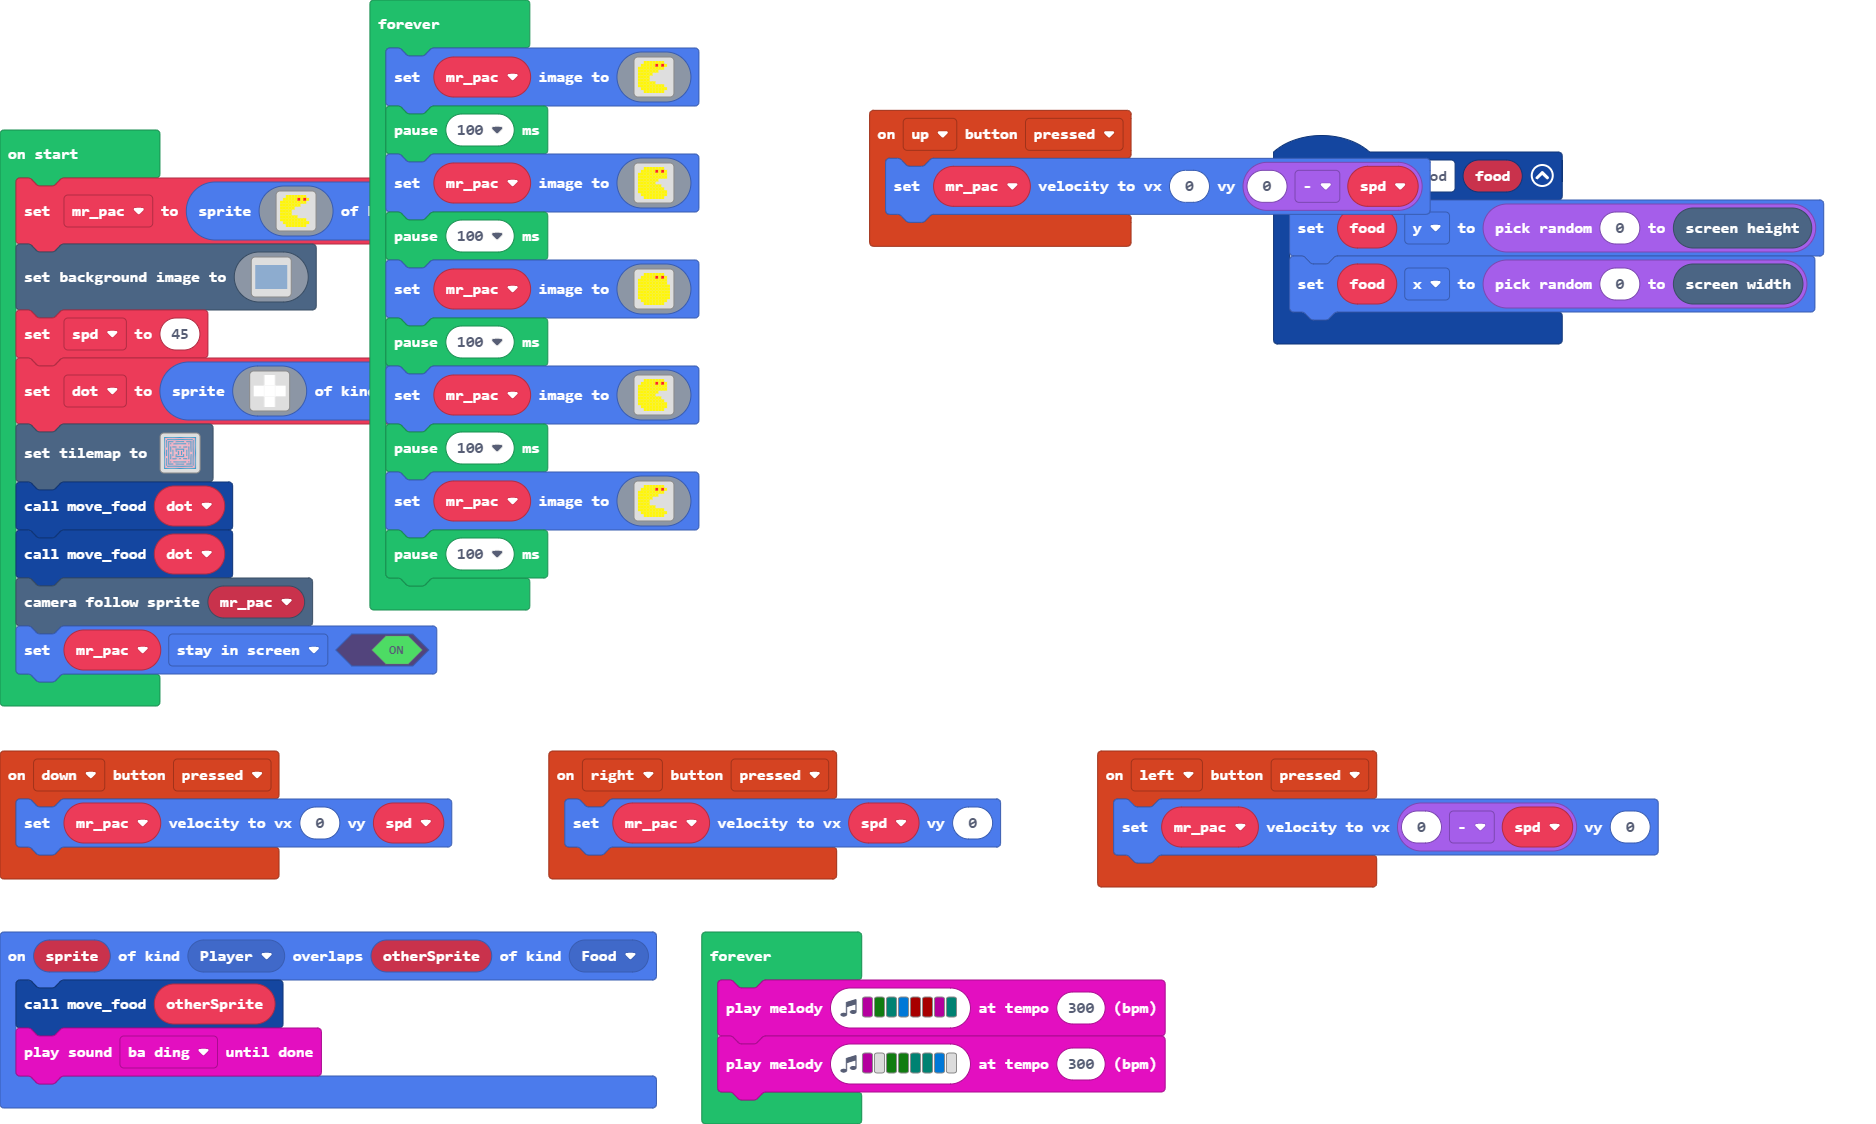 forever
set mr_pac image to
pause 100 ms
set mr_pac image to
pause 100 ms
set mr_pac image to
pause 100 ms
set mr_pac image to
pause 100 ms
set mr_pac image to
pause 100 ms
on start
set mr_pac to sprite of
set background image to
set spd to 45
set dot to sprite of kin
set tilemap to
call move_food dot
call move_food dot
camera follow sprite mr_pac
set mr_pac stay in screen ON
on up button pressed
set mr_pac velocity to vx 0 vy 0 - spd
od food
set food y to pick random 0 to screen height
set food x to pick random 0 to screen width
on down button pressed
set mr_pac velocity to vx 0 vy spd
on right button pressed
set mr_pac velocity to vx spd vy 0
on left button pressed
set mr_pac velocity to vx 0 - spd vy 0
on sprite of kind Player overlaps otherSprite of kind Food
call move_food otherSprite
play sound ba ding until done
forever
play melody at tempo 300 (bpm)
play melody at tempo 300 (bpm)